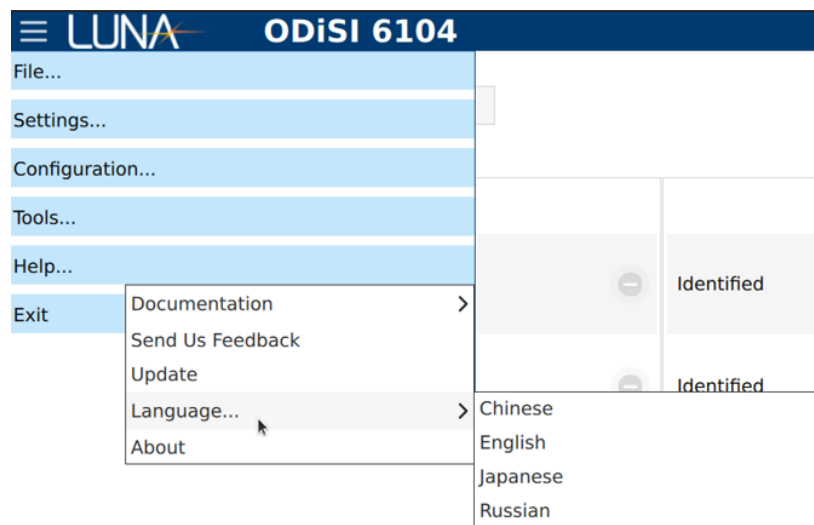 LUNA ODiSI 6104
File...
Settings...
Configuration...
Tools...
Help...
Exit
Documentation
Send Us Feedback
Update
Language...
About
Chinese
English
Japanese
Russian
Identified
Identified